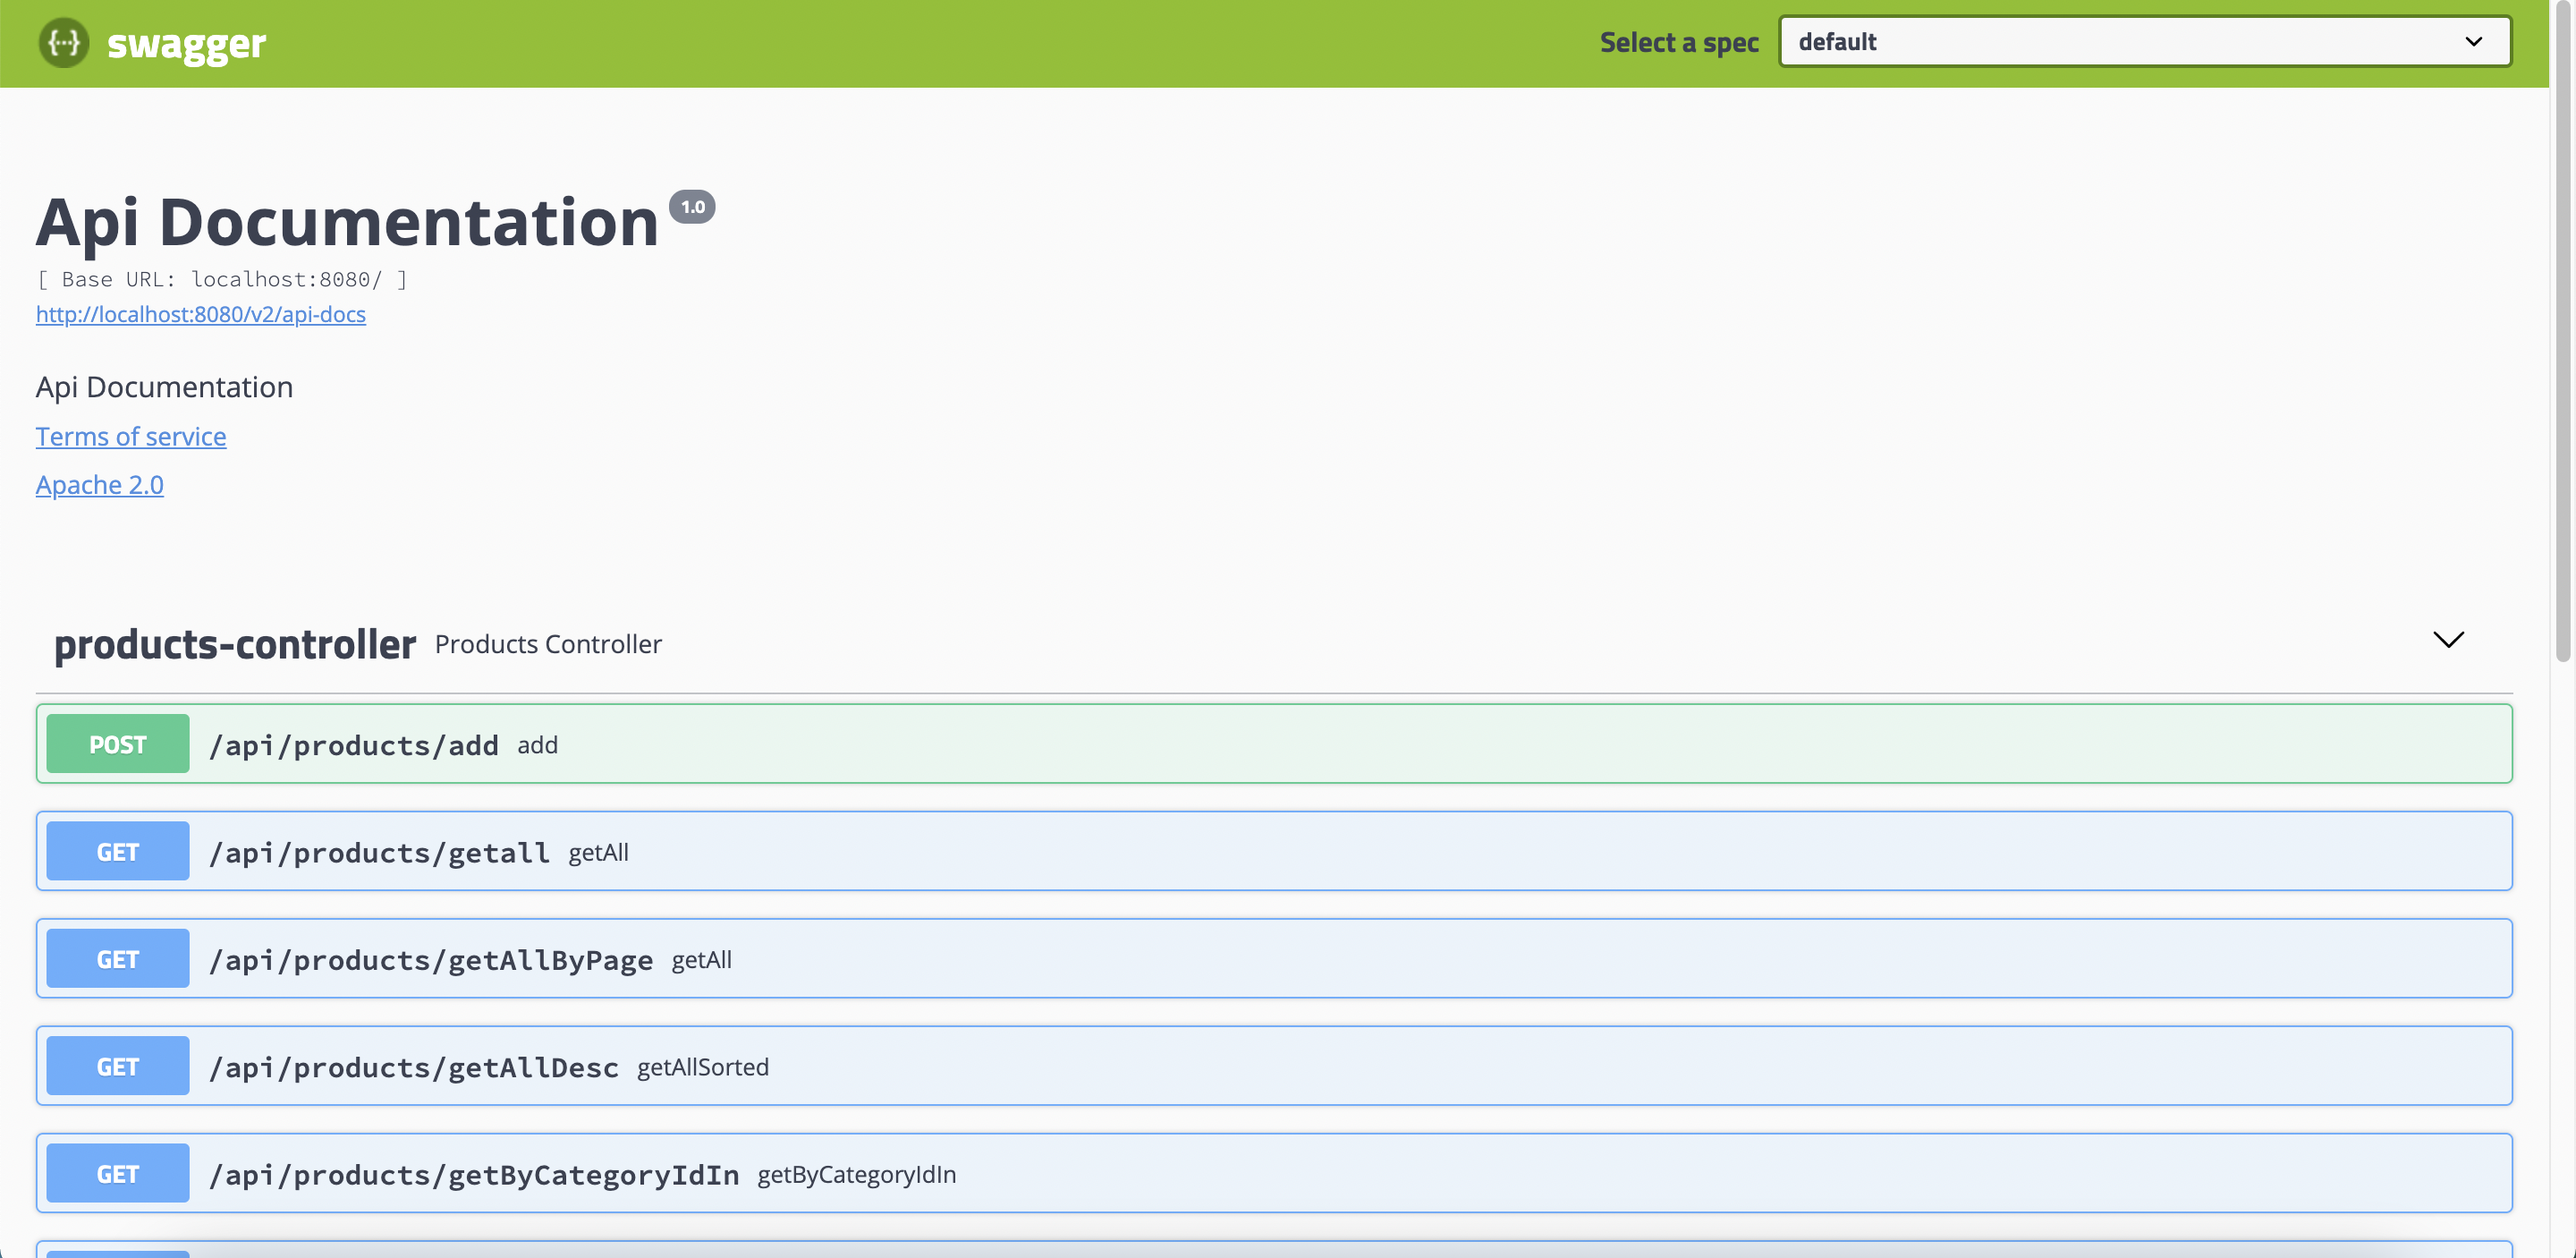 {···} swagger
Select a spec default
Api Documentation 1.0
[ Base URL: localhost:8080/ ]
http://localhost:8080/v2/api-docs
Api Documentation
Terms of service
Apache 2.0
products-controller Products Controller
POST /api/products/add add
GET /api/products/getall getAll
GET /api/products/getAllByPage getAll
GET /api/products/getAllDesc getAllSorted
GET /api/products/getByCategoryIdIn getByCategoryIdIn